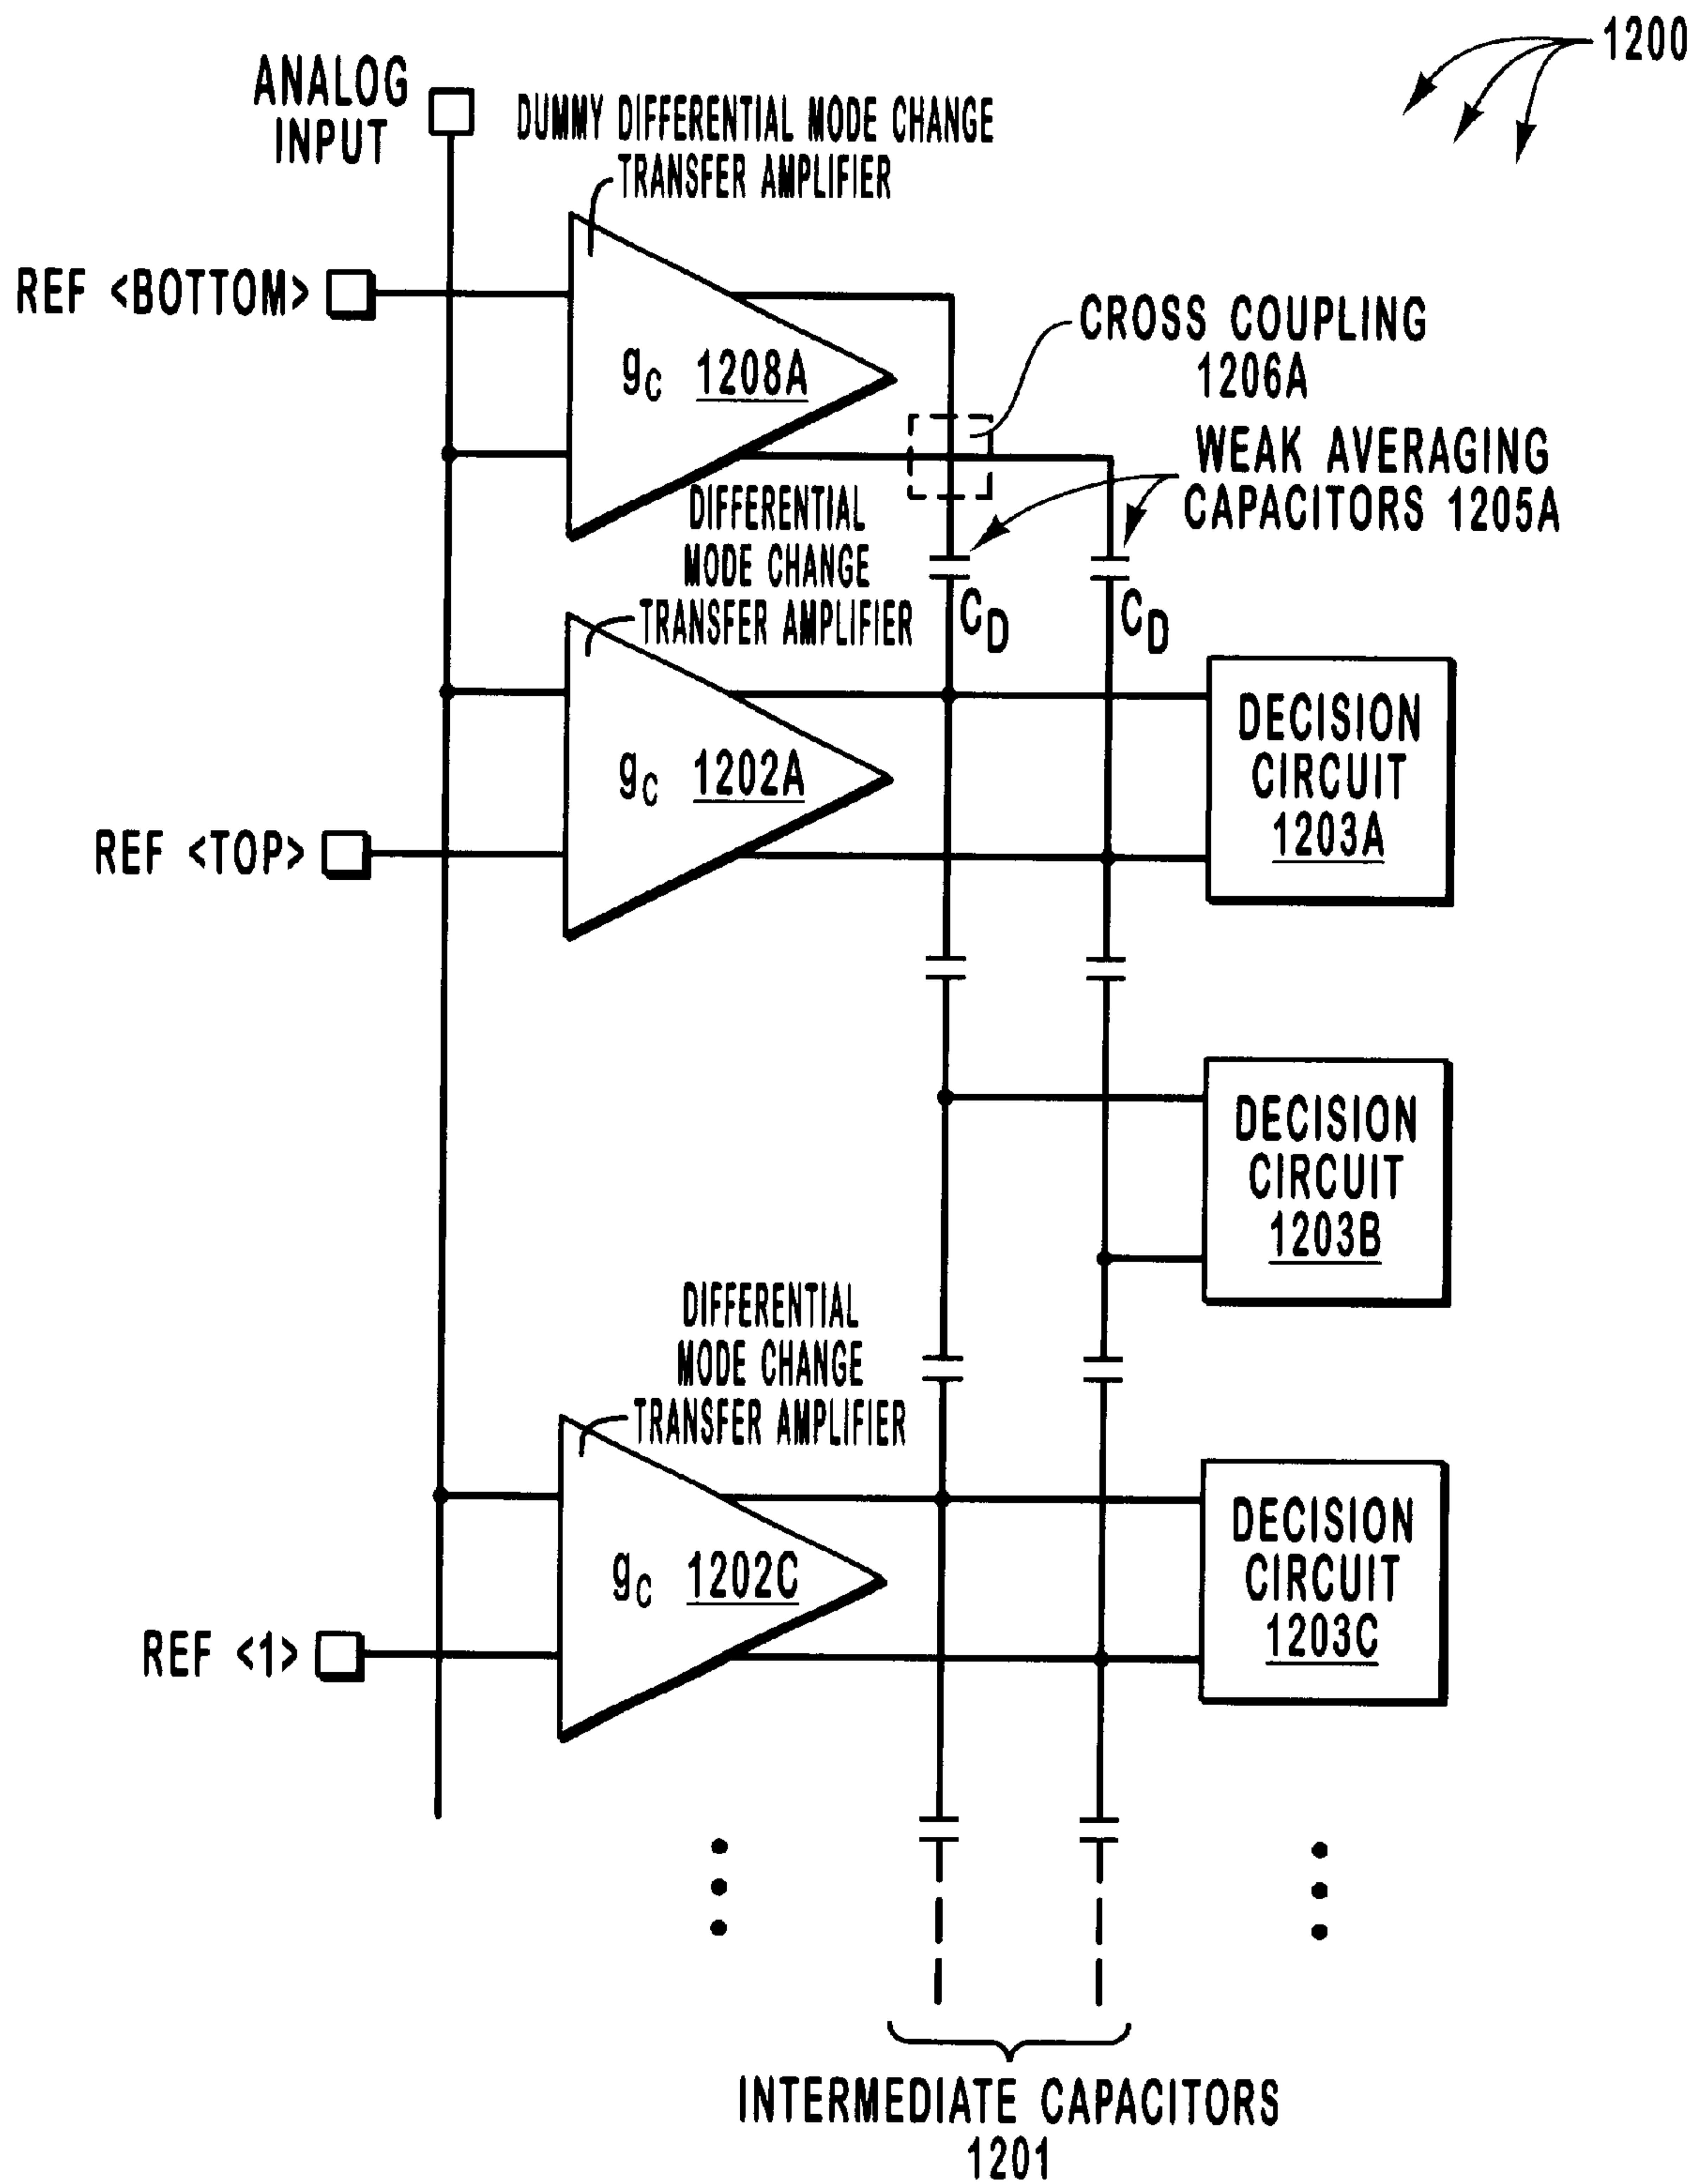 1200
ANALOG
INPUT
DUMMY DIFFERENTIAL MODE CHANGE
TRANSFER AMPLIFIER
REF <BOTTOM>
gC 1208A
CROSS COUPLING
1206A
WEAK AVERAGING
CAPACITORS 1205A
DIFFERENTIAL
MODE CHANGE
TRANSFER AMPLIFIER
CD
CD
gC 1202A
REF <TOP>
DECISION
CIRCUIT
1203A
DECISION
CIRCUIT
1203B
DIFFERENTIAL
MODE CHANGE
TRANSFER AMPLIFIER
gC 1202C
REF <1>
DECISION
CIRCUIT
1203C
INTERMEDIATE CAPACITORS
1201